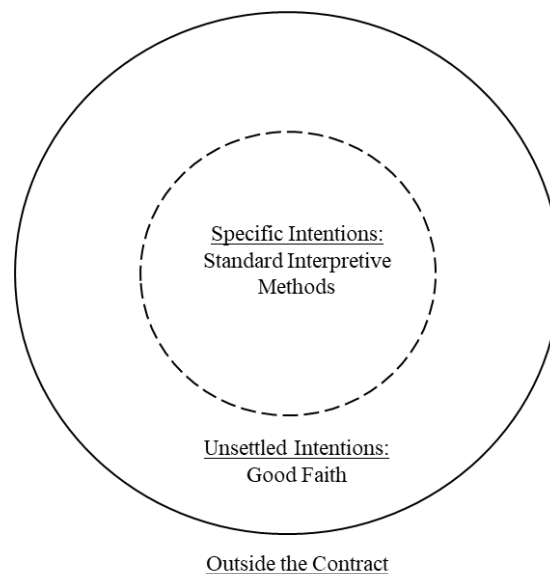 Specific Intentions:
Standard Interpretive
Methods
Unsettled Intentions:
Good Faith
Outside the Contract